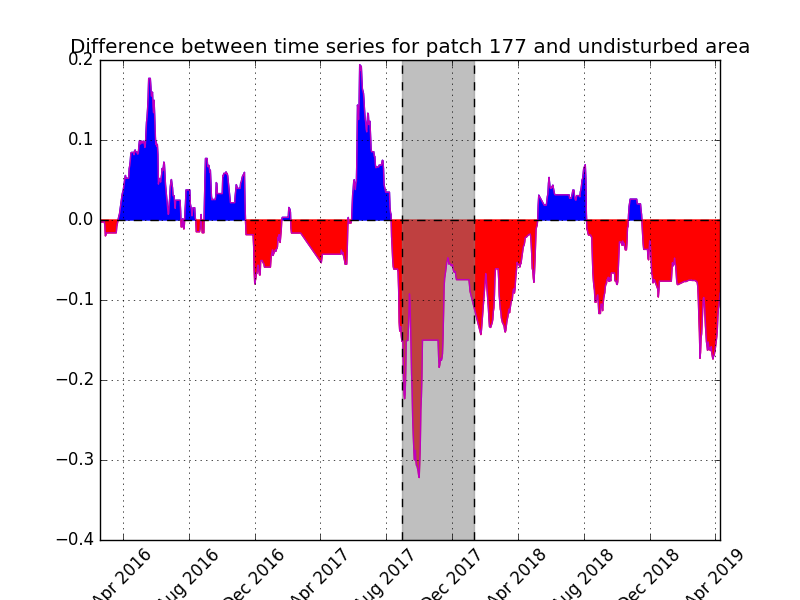 Difference between time series for patch 177 and undisturbed area
0.2
0.1
0.0
−0.1
−0.2
−0.3
−0.4
Apr 2016
Aug 2016
Dec 2016
Apr 2017
Aug 2017
Dec 2017
Apr 2018
Aug 2018
Dec 2018
Apr 2019